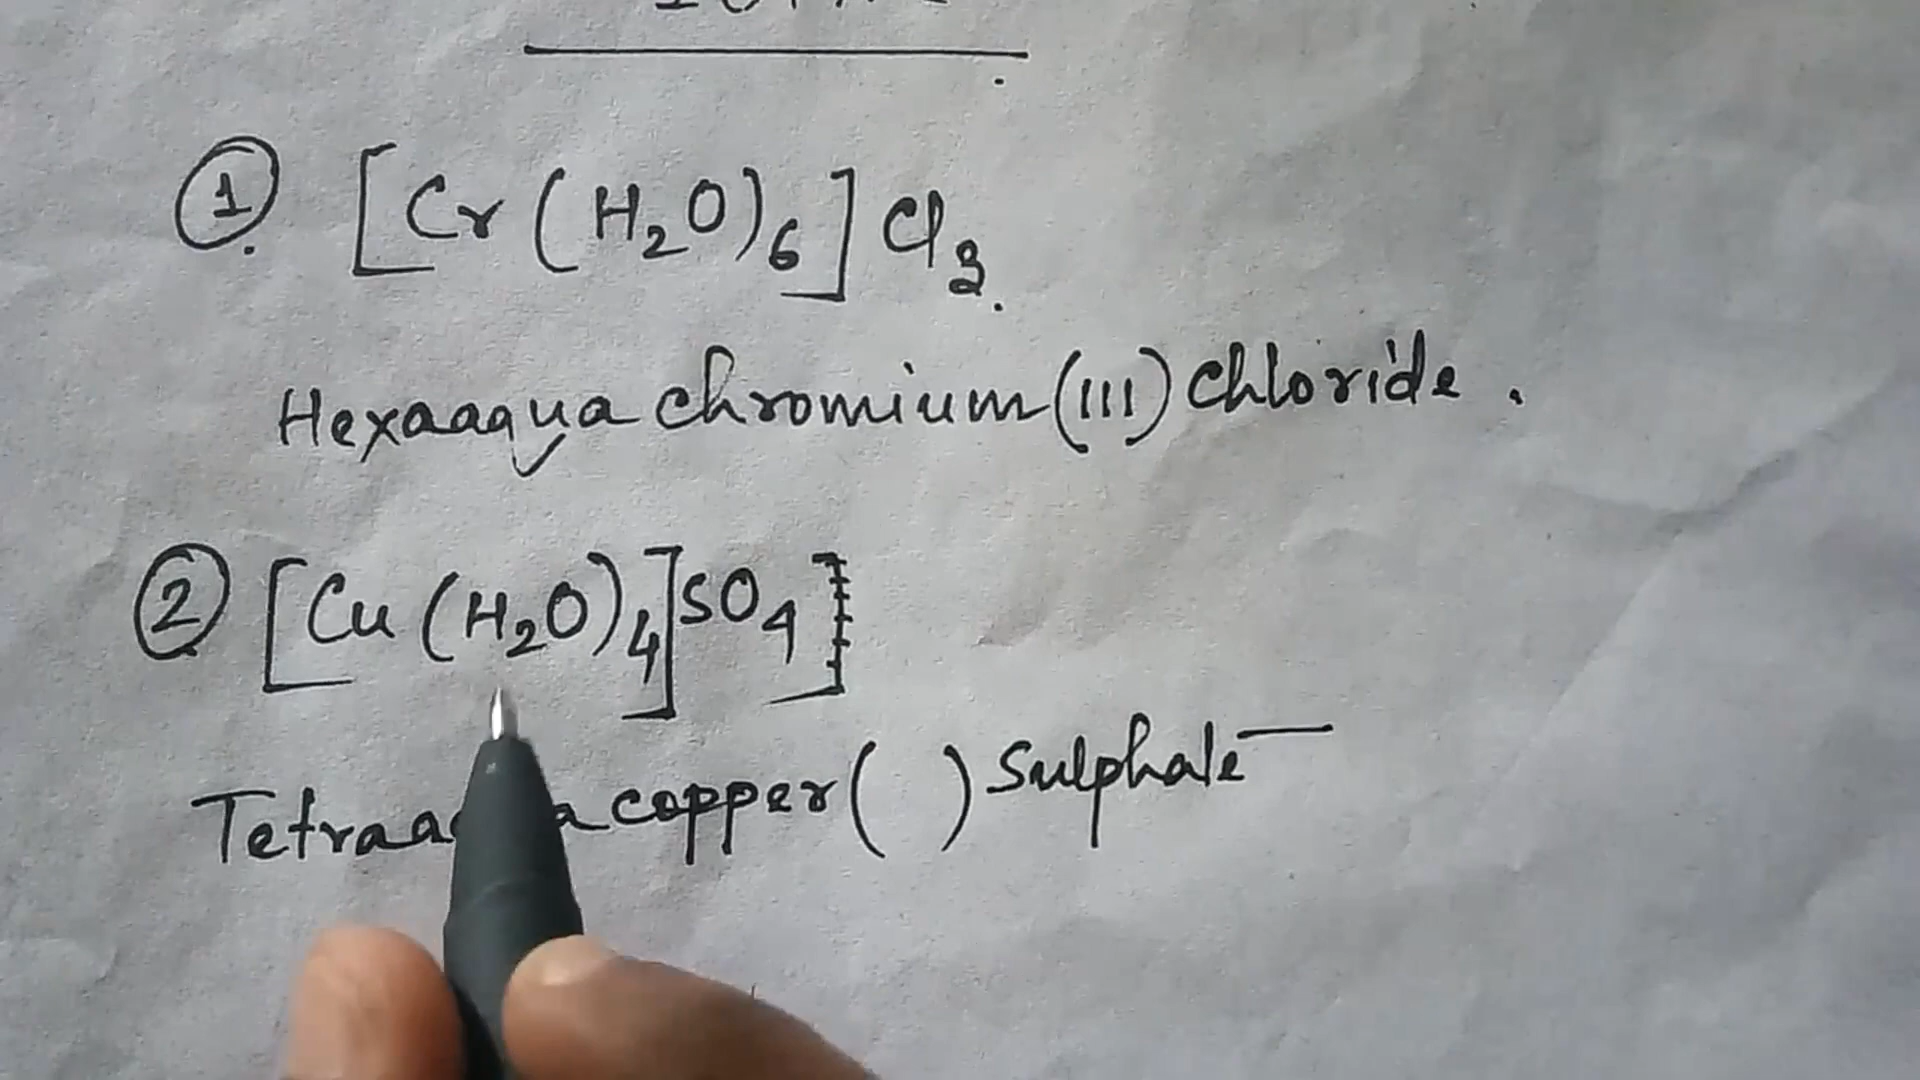 ① [Cr(H₂O)₆]Cl₃.
Hexaaqua chromium(III) chloride.
② [Cu(H₂O)₄]SO₄]
copper( ) Sulphate